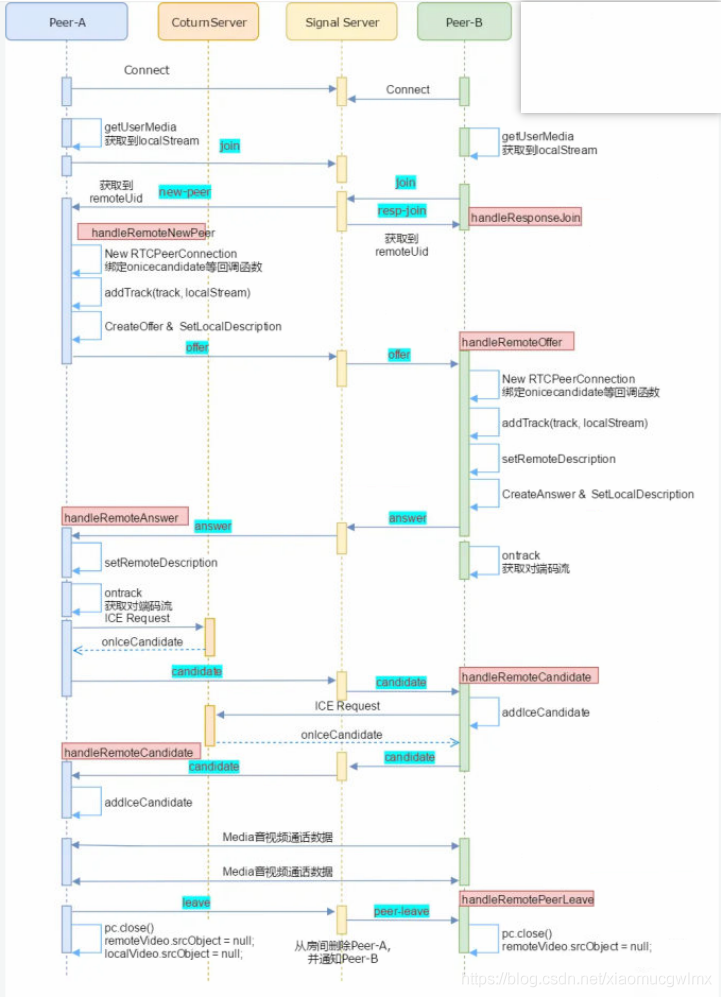 Peer-A
CoturnServer
Signal Server
Peer-B
Connect
Connect
getUserMedia
获取到localStream
getUserMedia
获取到localStream
join
join
获取到
remoteUid
new-peer
resp-join
handleResponseJoin
获取到
remoteUid
handleRemoteNewPeer
New RTCPeerConnection
绑定onicecandidate等回调函数
addTrack(track, localStream)
CreateOffer & SetLocalDescription
offer
offer
handleRemoteOffer
New RTCPeerConnection
绑定onicecandidate等回调函数
addTrack(track, localStream)
setRemoteDescription
CreateAnswer & SetLocalDescription
answer
answer
handleRemoteAnswer
setRemoteDescription
ontrack
获取对端码流
ontrack
获取对端码流
ICE Request
onIceCandidate
candidate
candidate
handleRemoteCandidate
addIceCandidate
ICE Request
onIceCandidate
candidate
candidate
handleRemoteCandidate
addIceCandidate
Media音视频通话数据
Media音视频通话数据
leave
peer-leave
handleRemotePeerLeave
pc.close()
remoteVideo.srcObject = null;
localVideo.srcObject = null;
从房间删除Peer-A,
并通知Peer-B
pc.close()
remoteVideo.srcObject = null;
https://blog.csdn.net/xiaomucgwlmx